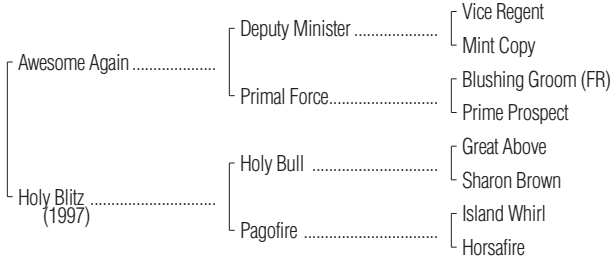 Vice Regent
Deputy Minister ....................
Mint Copy
Awesome Again ....................
Blushing Groom (FR)
Primal Force..........................
Prime Prospect
Great Above
Holy Bull ..............................
Sharon Brown
Holy Blitz ..............................
(1997)
Island Whirl
Pagofire ................................
Horsafire